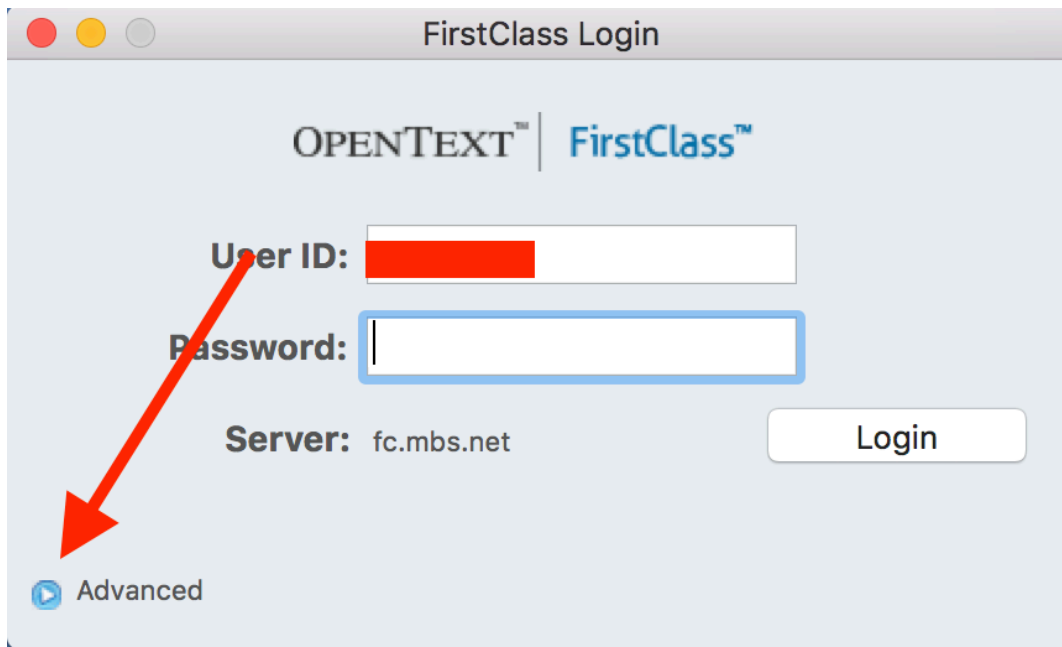 FirstClass Login
OPENTEXT™ | FirstClass™
User ID:
Password:
Server: fc.mbs.net
Login
Advanced